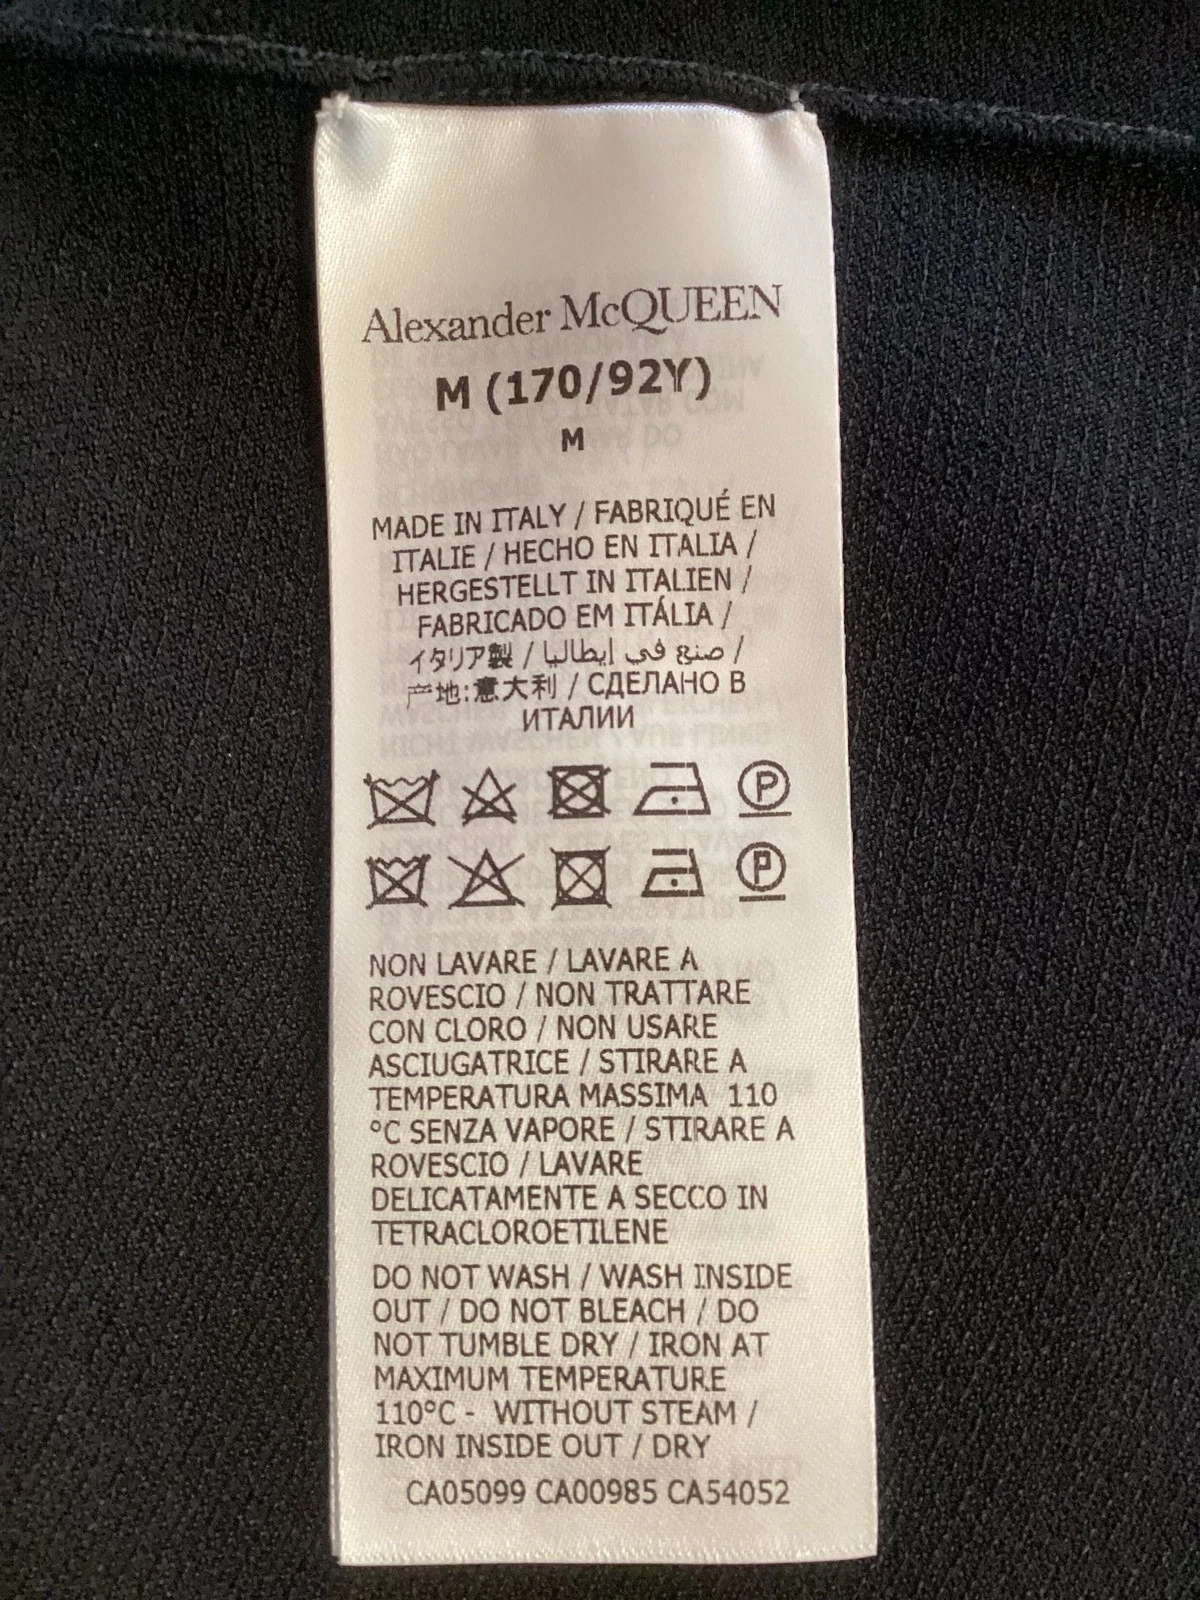 Alexander McQUEEN
M (170/92Y)
M
MADE IN ITALY / FABRIQUÉ EN
ITALIE / HECHO EN ITALIA /
HERGESTELLT IN ITALIEN /
FABRICADO EM ITÁLIA /
イタリア製 / صنع في إيطاليا /
产地:意大利 / СДЕЛАНО В
ИТАЛИИ
P
P
NON LAVARE / LAVARE A
ROVESCIO / NON TRATTARE
CON CLORO / NON USARE
ASCIUGATRICE / STIRARE A
TEMPERATURA MASSIMA 110
°C SENZA VAPORE / STIRARE A
ROVESCIO / LAVARE
DELICATAMENTE A SECCO IN
TETRACLOROETILENE
DO NOT WASH / WASH INSIDE
OUT / DO NOT BLEACH / DO
NOT TUMBLE DRY / IRON AT
MAXIMUM TEMPERATURE
110°C - WITHOUT STEAM /
IRON INSIDE OUT / DRY
CA05099 CA00985 CA54052